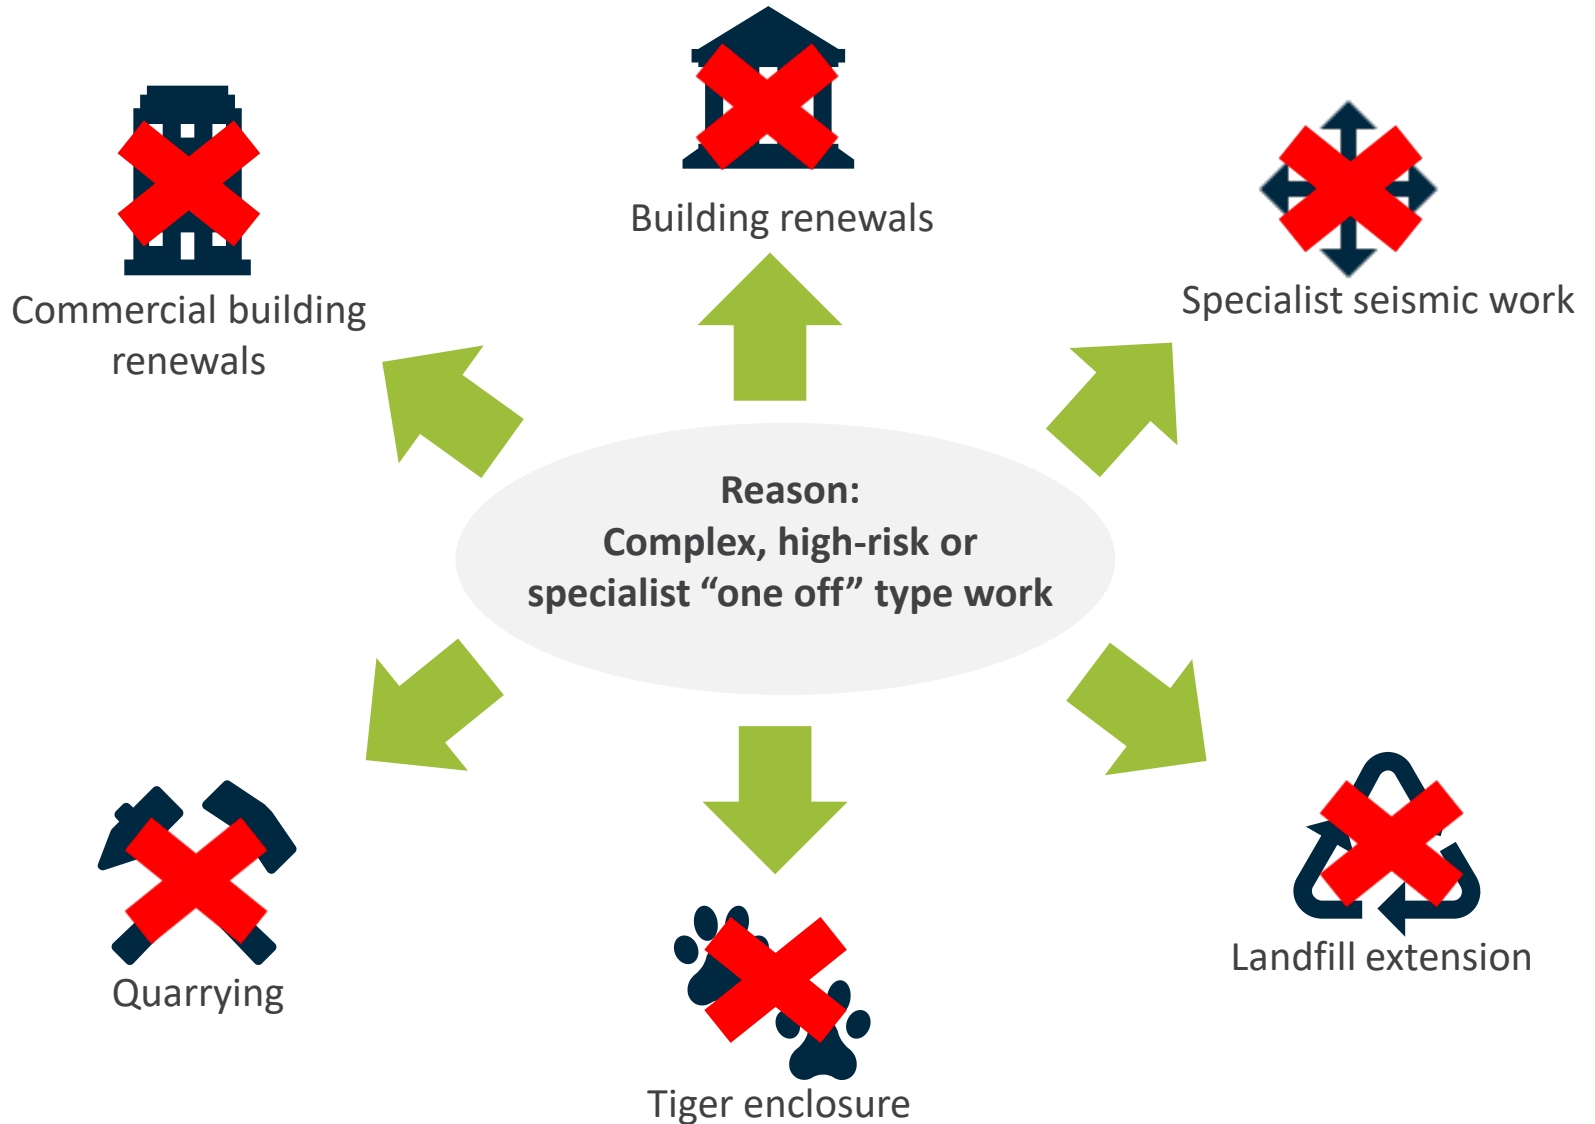 Building renewals
Commercial building
renewals
Specialist seismic work
Reason:
Complex, high-risk or
specialist “one off” type work
Quarrying
Tiger enclosure
Landfill extension